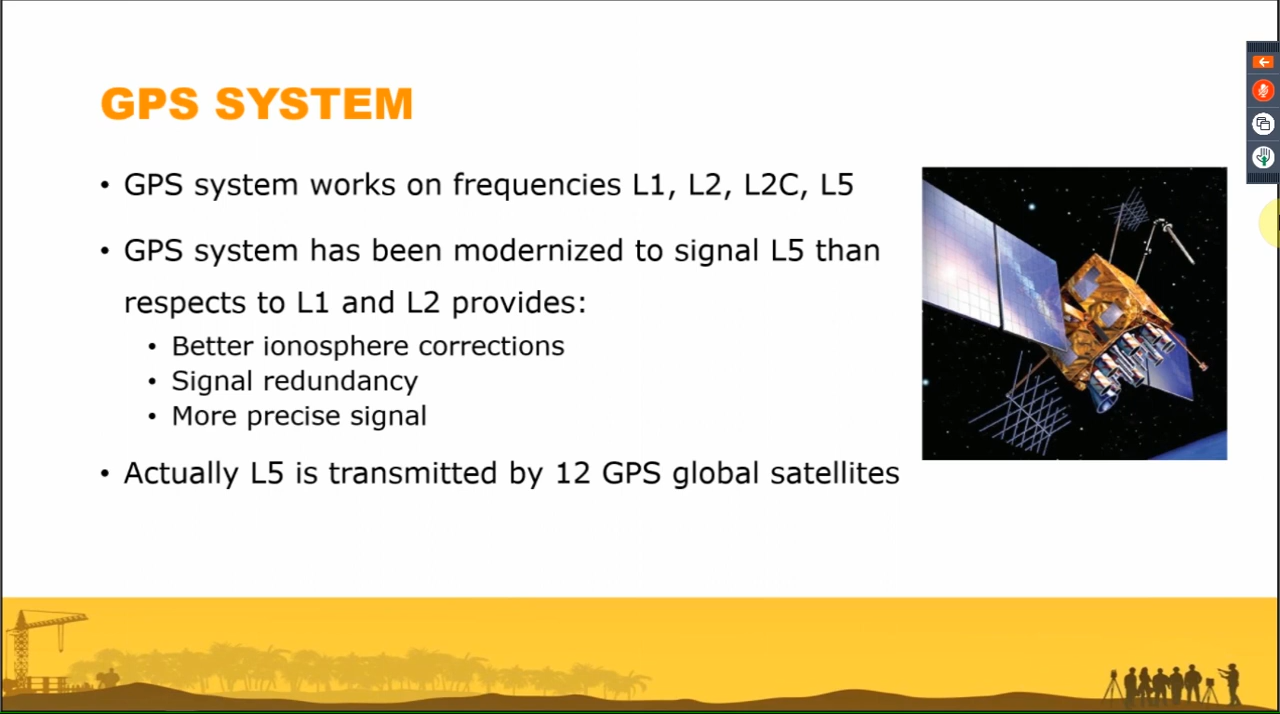 GPS SYSTEM
• GPS system works on frequencies L1, L2, L2C, L5
• GPS system has been modernized to signal L5 than
respects to L1 and L2 provides:
• Better ionosphere corrections
• Signal redundancy
• More precise signal
• Actually L5 is transmitted by 12 GPS global satellites